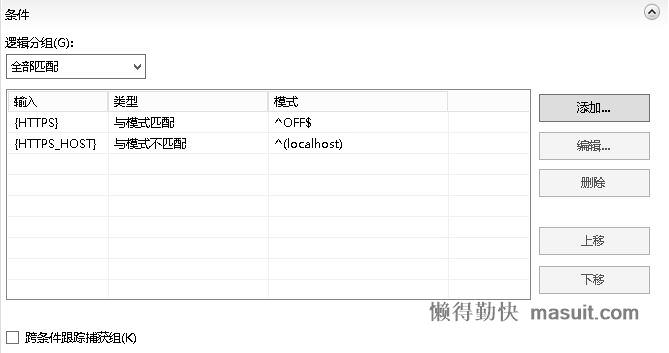 条件
逻辑分组(G):
全部匹配
输入 类型 模式
{HTTPS} 与模式匹配 ^OFF$
{HTTPS_HOST} 与模式不匹配 ^(localhost)
添加...
编辑...
删除
上移
下移
懒得勤快 masuit.com
跨条件跟踪捕获组(K)